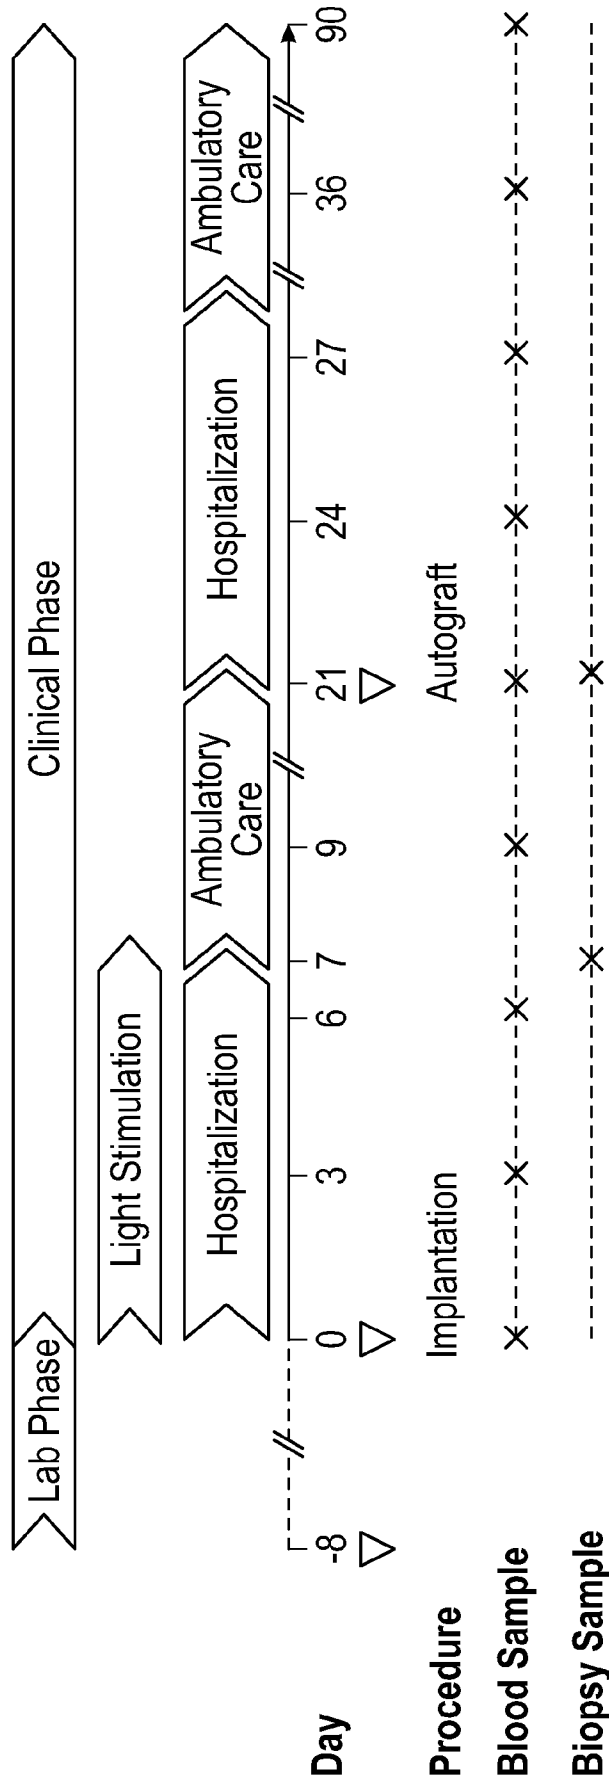 Lab Phase
Clinical Phase
Light Stimulation
Hospitalization
Ambulatory
Care
Hospitalization
Ambulatory
Care
Day
-8
0
3
6
7
9
21
24
27
36
90
Procedure
Implantation
Autograft
Blood Sample
Biopsy Sample